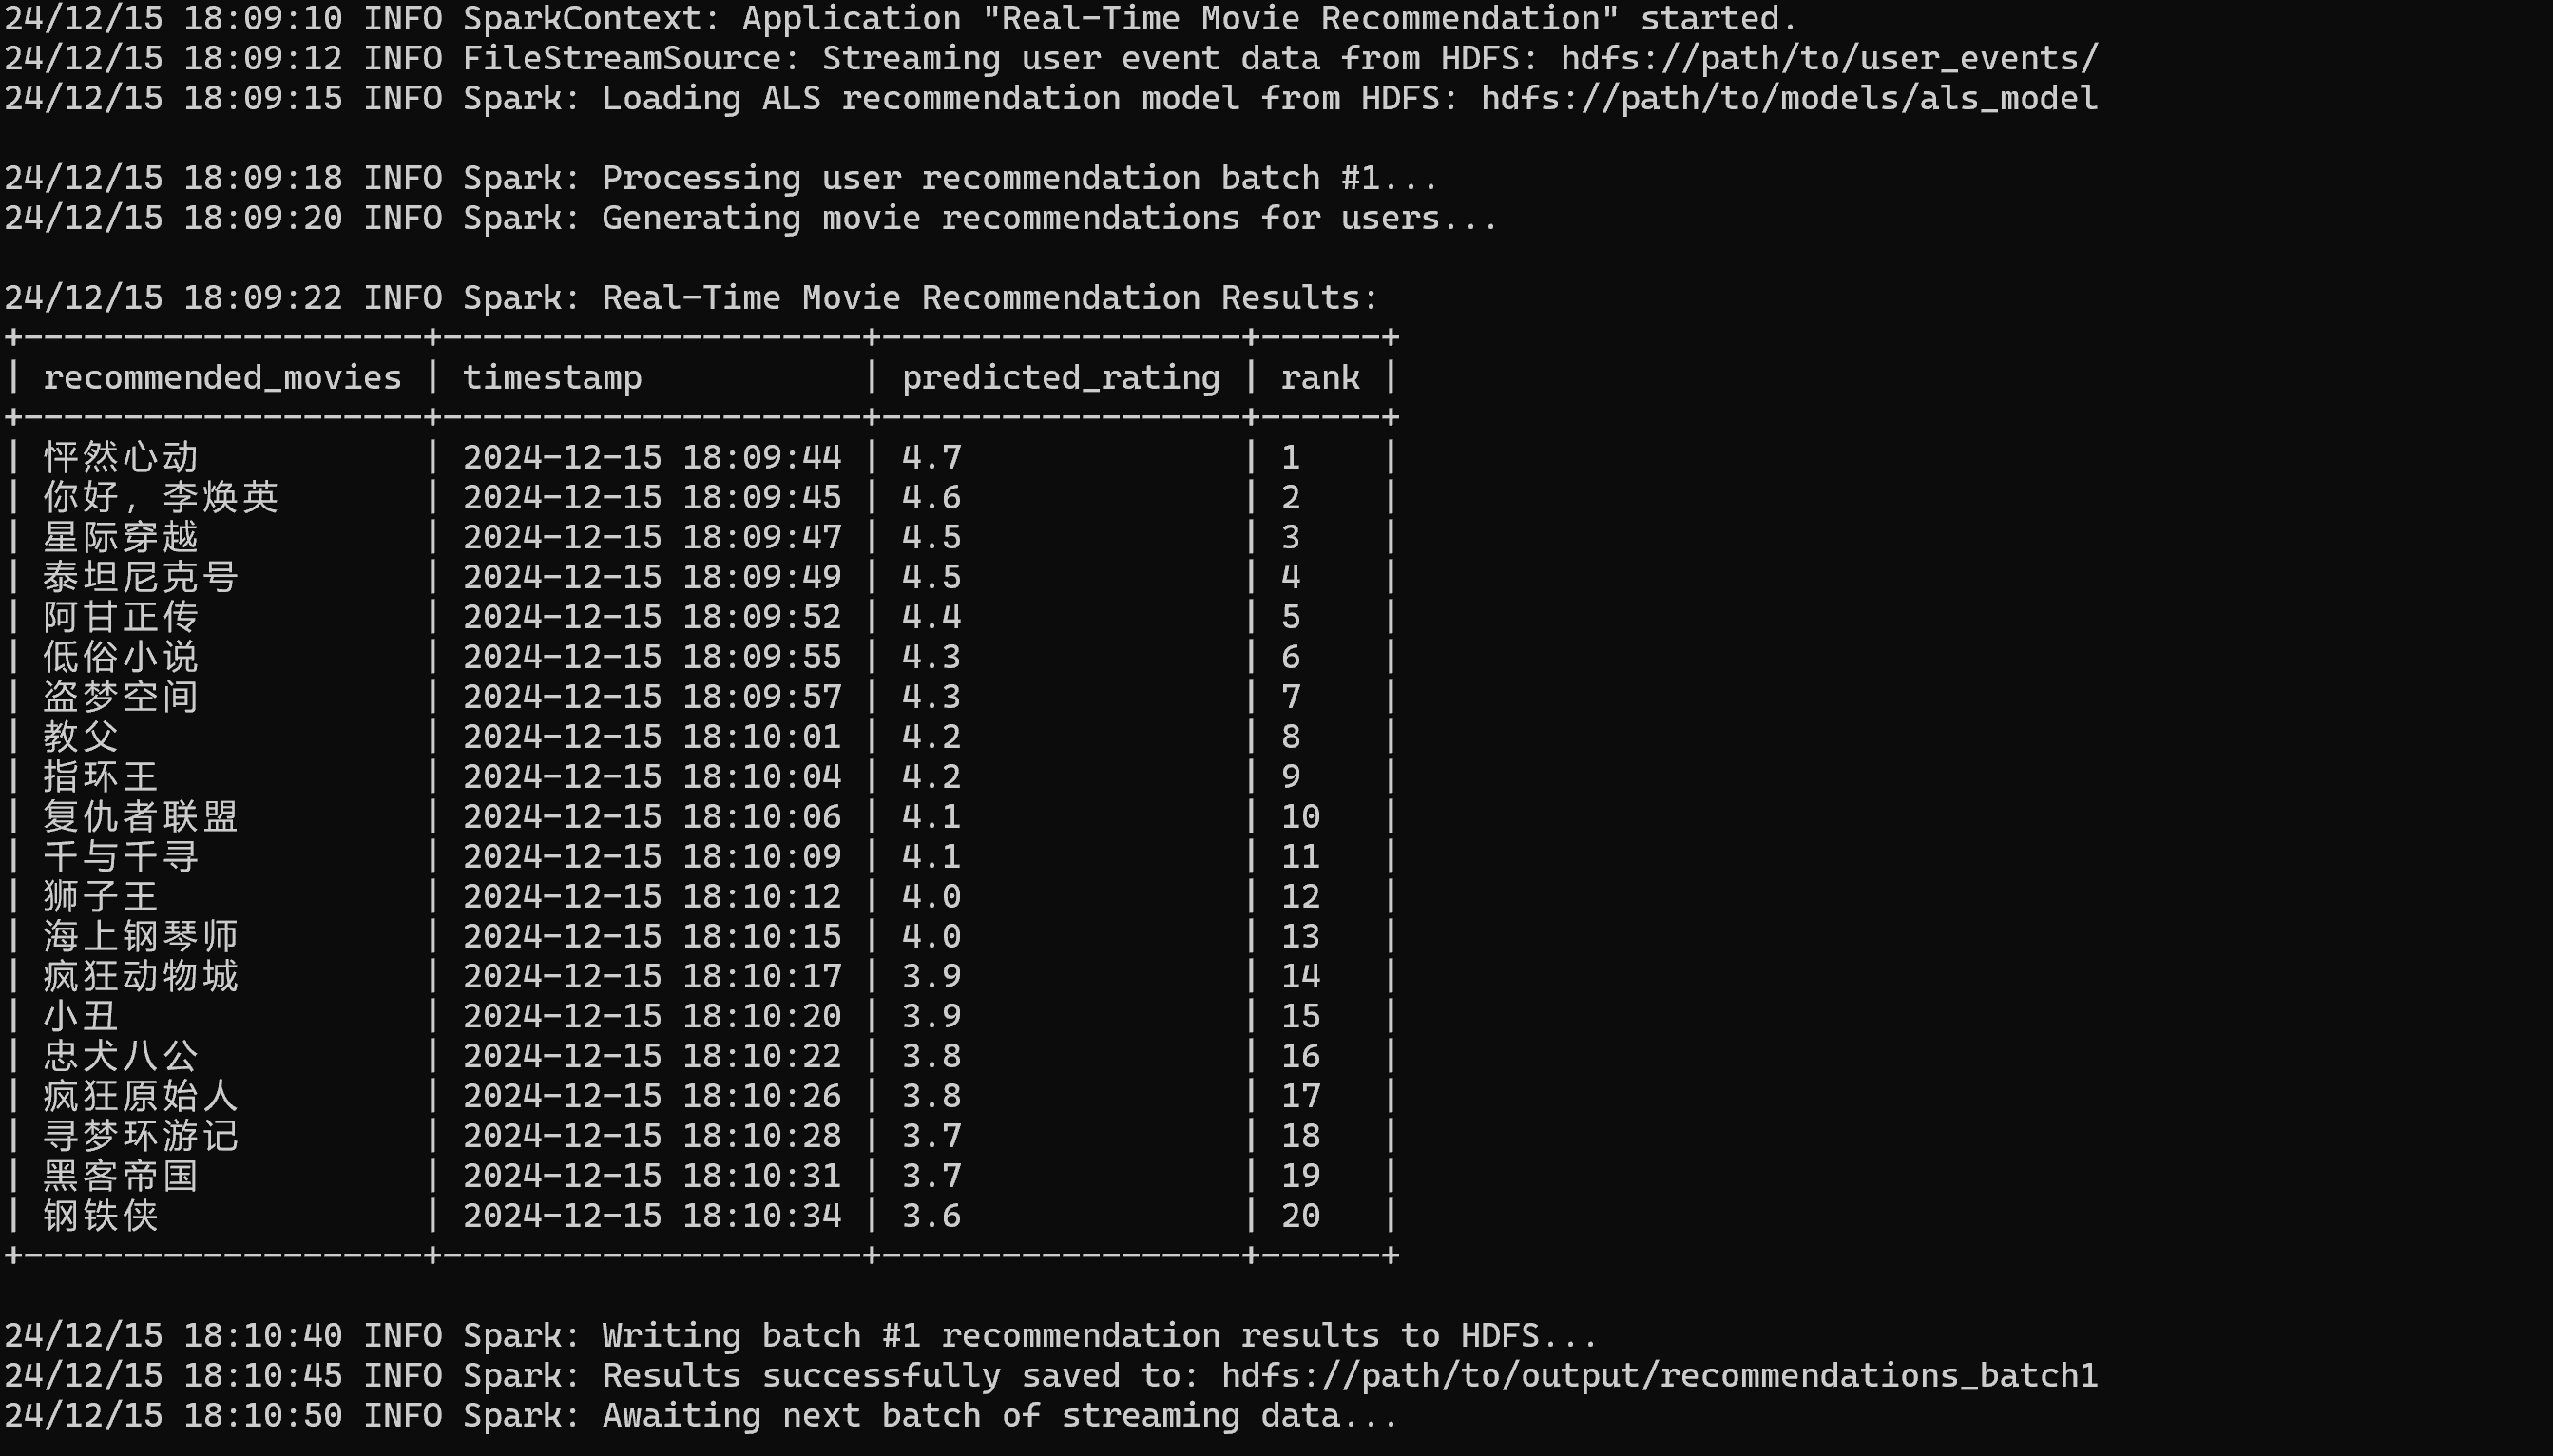 24/12/15 18:09:10 INFO SparkContext: Application "Real-Time Movie Recommendation" started.
24/12/15 18:09:12 INFO FileStreamSource: Streaming user event data from HDFS: hdfs://path/to/user_events/
24/12/15 18:09:15 INFO Spark: Loading ALS recommendation model from HDFS: hdfs://path/to/models/als_model
24/12/15 18:09:18 INFO Spark: Processing user recommendation batch #1...
24/12/15 18:09:20 INFO Spark: Generating movie recommendations for users...
24/12/15 18:09:22 INFO Spark: Real-Time Movie Recommendation Results:
+--------------------+---------------------+------------------+------+
| recommended_movies | timestamp           | predicted_rating | rank |
+--------------------+---------------------+------------------+------+
| 怦然心动 | 2024-12-15 18:09:44 | 4.7 | 1 |
| 你好，李焕英 | 2024-12-15 18:09:45 | 4.6 | 2 |
| 星际穿越 | 2024-12-15 18:09:47 | 4.5 | 3 |
| 泰坦尼克号 | 2024-12-15 18:09:49 | 4.5 | 4 |
| 阿甘正传 | 2024-12-15 18:09:52 | 4.4 | 5 |
| 低俗小说 | 2024-12-15 18:09:55 | 4.3 | 6 |
| 盗梦空间 | 2024-12-15 18:09:57 | 4.3 | 7 |
| 教父 | 2024-12-15 18:10:01 | 4.2 | 8 |
| 指环王 | 2024-12-15 18:10:04 | 4.2 | 9 |
| 复仇者联盟 | 2024-12-15 18:10:06 | 4.1 | 10 |
| 千与千寻 | 2024-12-15 18:10:09 | 4.1 | 11 |
| 狮子王 | 2024-12-15 18:10:12 | 4.0 | 12 |
| 海上钢琴师 | 2024-12-15 18:10:15 | 4.0 | 13 |
| 疯狂动物城 | 2024-12-15 18:10:17 | 3.9 | 14 |
| 小丑 | 2024-12-15 18:10:20 | 3.9 | 15 |
| 忠犬八公 | 2024-12-15 18:10:22 | 3.8 | 16 |
| 疯狂原始人 | 2024-12-15 18:10:26 | 3.8 | 17 |
| 寻梦环游记 | 2024-12-15 18:10:28 | 3.7 | 18 |
| 黑客帝国 | 2024-12-15 18:10:31 | 3.7 | 19 |
| 钢铁侠 | 2024-12-15 18:10:34 | 3.6 | 20 |
+--------------------+---------------------+------------------+------+
24/12/15 18:10:40 INFO Spark: Writing batch #1 recommendation results to HDFS...
24/12/15 18:10:45 INFO Spark: Results successfully saved to: hdfs://path/to/output/recommendations_batch1
24/12/15 18:10:50 INFO Spark: Awaiting next batch of streaming data...